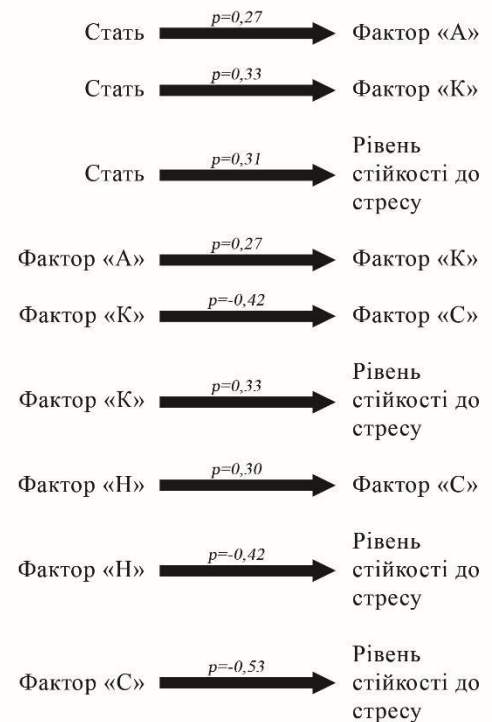 Стать p=0,27 Фактор «А»
Стать p=0,33 Фактор «К»
Стать p=0,31 Рівень
стійкості до
стресу
Фактор «А» p=0,27 Фактор «К»
Фактор «К» p=-0,42 Фактор «С»
Фактор «К» p=0,33 Рівень
стійкості до
стресу
Фактор «Н» p=0,30 Фактор «С»
Фактор «Н» p=-0,42 Рівень
стійкості до
стресу
Фактор «С» p=-0,53 Рівень
стійкості до
стресу